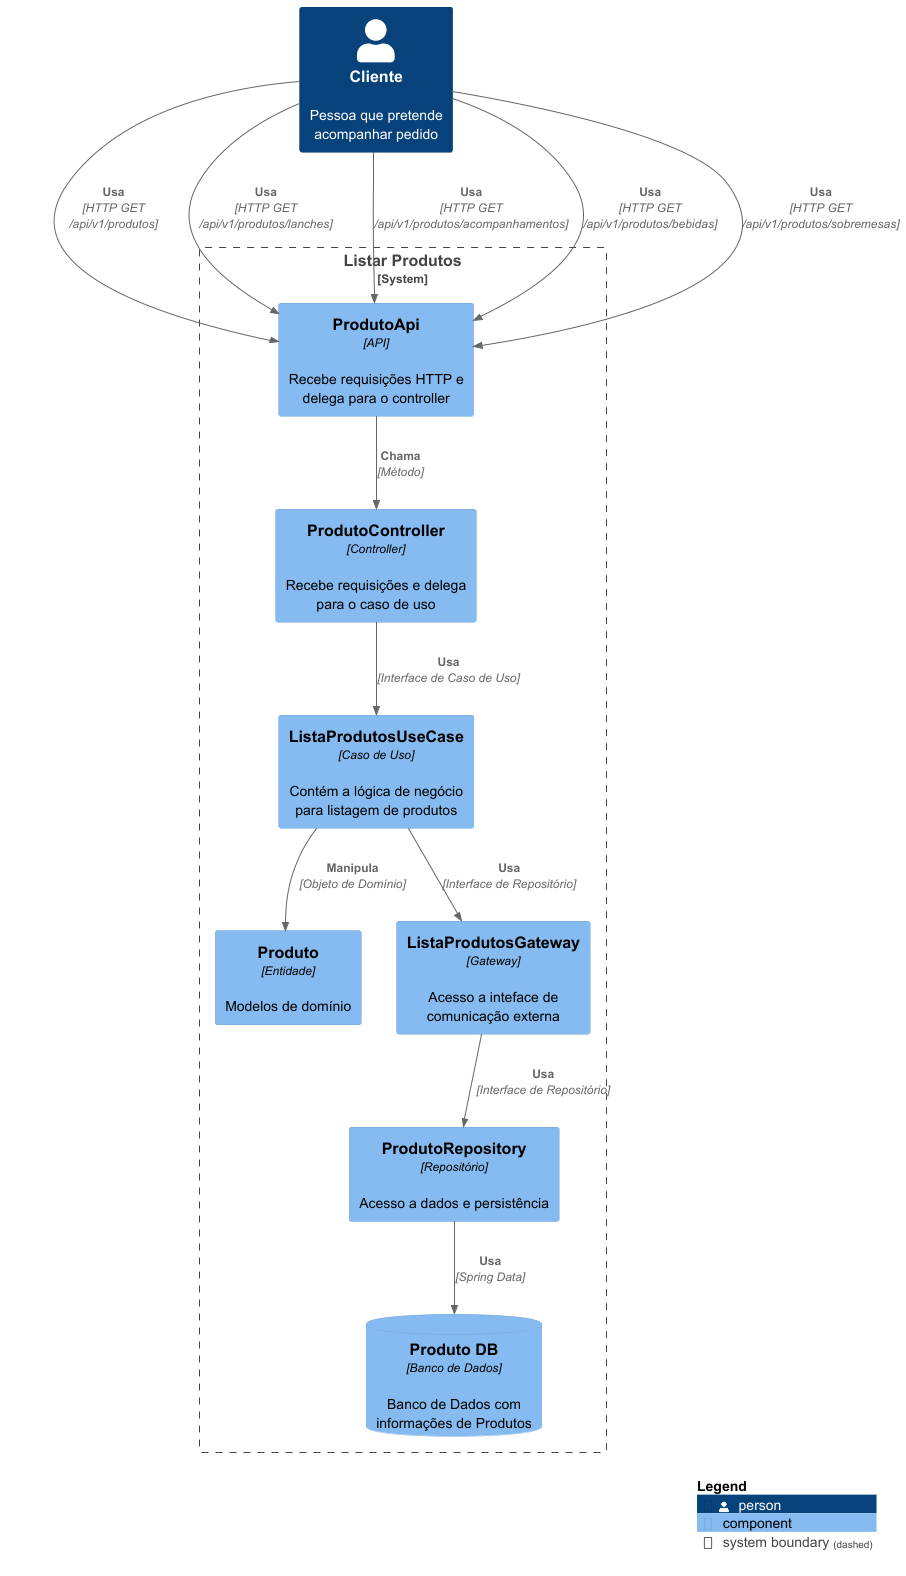 Cliente
Pessoa que pretende
acompanhar pedido
Usa
[HTTP GET
/api/v1/produtos]
Usa
[HTTP GET
/api/v1/produtos/lanches]
Usa
[HTTP GET
/api/v1/produtos/acompanhamentos]
Usa
[HTTP GET
/api/v1/produtos/bebidas]
Usa
[HTTP GET
/api/v1/produtos/sobremesas]
Listar Produtos
[System]
ProdutoApi
[API]
Recebe requisições HTTP e
delega para o controller
Chama
[Método]
ProdutoController
[Controller]
Recebe requisições e delega
para o caso de uso
Usa
[Interface de Caso de Uso]
ListaProdutosUseCase
[Caso de Uso]
Contém a lógica de negócio
para listagem de produtos
Manipula
[Objeto de Domínio]
Usa
[Interface de Repositório]
Produto
[Entidade]
Modelos de domínio
ListaProdutosGateway
[Gateway]
Acesso a inteface de
comunicação externa
Usa
[Interface de Repositório]
ProdutoRepository
[Repositório]
Acesso a dados e persistência
Usa
[Spring Data]
Produto DB
[Banco de Dados]
Banco de Dados com
informações de Produtos
Legend
person
component
system boundary (dashed)